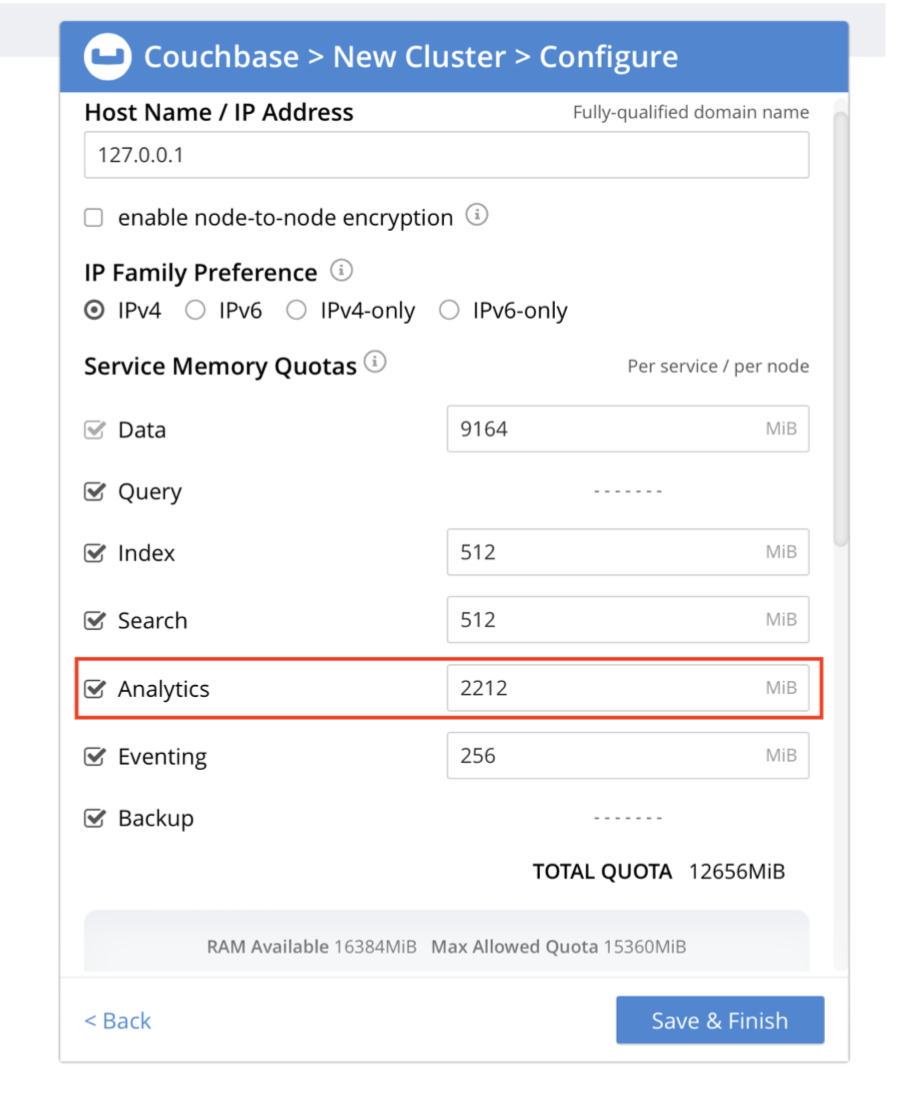 Couchbase > New Cluster > Configure
Host Name / IP Address Fully-qualified domain name
127.0.0.1
enable node-to-node encryption
IP Family Preference
IPv4 IPv6 IPv4-only IPv6-only
Service Memory Quotas Per service / per node
Data 9164 MiB
Query -------
Index 512 MiB
Search 512 MiB
Analytics 2212 MiB
Eventing 256 MiB
Backup -------
TOTAL QUOTA 12656MiB
RAM Available 16384MiB Max Allowed Quota 15360MiB
< Back Save & Finish